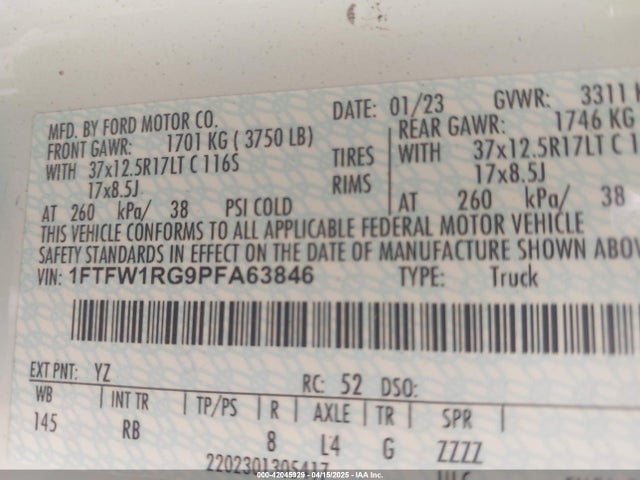 MFD. BY FORD MOTOR CO. DATE: 01/23 GVWR: 3311 K
FRONT GAWR: 1701 KG ( 3750 LB) REAR GAWR: 1746 KG
WITH 37x12.5R17LT C 116S TIRES WITH 37x12.5R17LT C 1
17x8.5J RIMS 17x8.5J
AT 260 kPa/ 38 PSI COLD AT 260 kPa/ 38
THIS VEHICLE CONFORMS TO ALL APPLICABLE FEDERAL MOTOR VEHICLE
SAFETY STANDARDS IN EFFECT ON THE DATE OF MANUFACTURE SHOWN ABOV
VIN: 1FTFW1RG9PFA63846 TYPE: Truck
EXT PNT: YZ RC: 52 DSO:
WB INT TR TP/PS R AXLE TR SPR
145 RB 8 L4 G ZZZZ
2202301305417
000-42045929 - 04/15/2025 - IAA Inc.